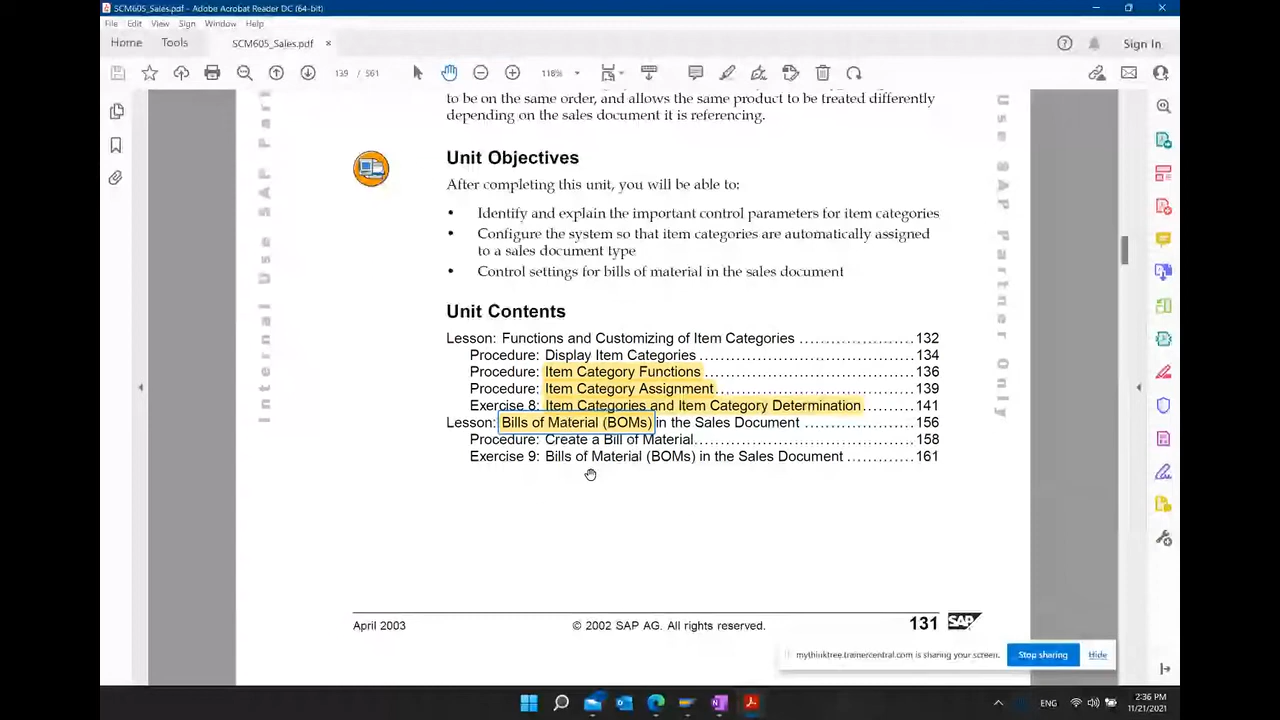 SCM605_Sales.pdf - Adobe Acrobat Reader DC (64-bit)
File Edit View Sign Window Help
Home Tools SCM605_Sales.pdf × Sign In
139 / 561 118%
to be on the same order, and allows the same product to be treated differently
depending on the sales document it is referencing.
Unit Objectives
After completing this unit, you will be able to:
• Identify and explain the important control parameters for item categories
• Configure the system so that item categories are automatically assigned
to a sales document type
• Control settings for bills of material in the sales document
Unit Contents
Lesson: Functions and Customizing of Item Categories ..................... 132
Procedure: Display Item Categories ....................................... 134
Procedure: Item Category Functions ...................................... 136
Procedure: Item Category Assignment .................................... 139
Exercise 8: Item Categories and Item Category Determination .......... 141
Lesson: Bills of Material (BOMs) in the Sales Document .................... 156
Procedure: Create a Bill of Material ........................................ 158
Exercise 9: Bills of Material (BOMs) in the Sales Document ............ 161
April 2003 © 2002 SAP AG. All rights reserved. 131 SAP
Internal Use SAP Par
Use SAP Partner Only
mythinktree.trainercentral.com is sharing your screen. Stop sharing Hide
ENG 2:36 PM
11/21/2021